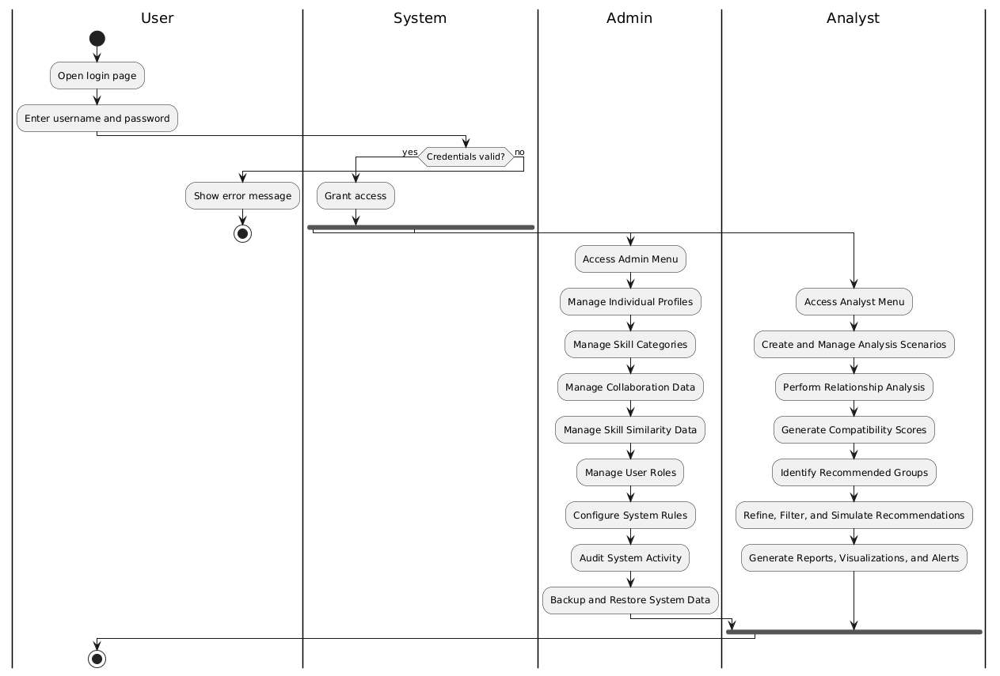 User
System
Admin
Analyst
Open login page
Enter username and password
yes
Credentials valid?
no
Show error message
Grant access
Access Admin Menu
Manage Individual Profiles
Manage Skill Categories
Manage Collaboration Data
Manage Skill Similarity Data
Manage User Roles
Configure System Rules
Audit System Activity
Backup and Restore System Data
Access Analyst Menu
Create and Manage Analysis Scenarios
Perform Relationship Analysis
Generate Compatibility Scores
Identify Recommended Groups
Refine, Filter, and Simulate Recommendations
Generate Reports, Visualizations, and Alerts